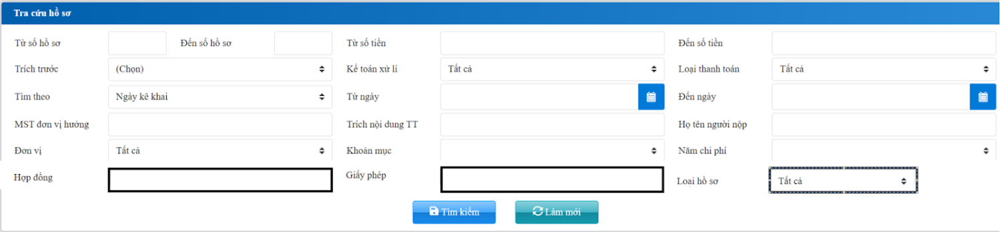 Tra cứu hồ sơ
Từ số hồ sơ Đến số hồ sơ Từ số tiền Đến số tiền
Trích trước (Chọn) Kế toán xử lí Tất cả Loại thanh toán Tất cả
Tìm theo Ngày kê khai Từ ngày Đến ngày
MST đơn vị hưởng Trích nội dung TT Họ tên người nộp
Đơn vị Tất cả Khoản mục Năm chi phí
Hợp đồng Giấy phép Loại hồ sơ Tất cả
Tìm kiếm Làm mới